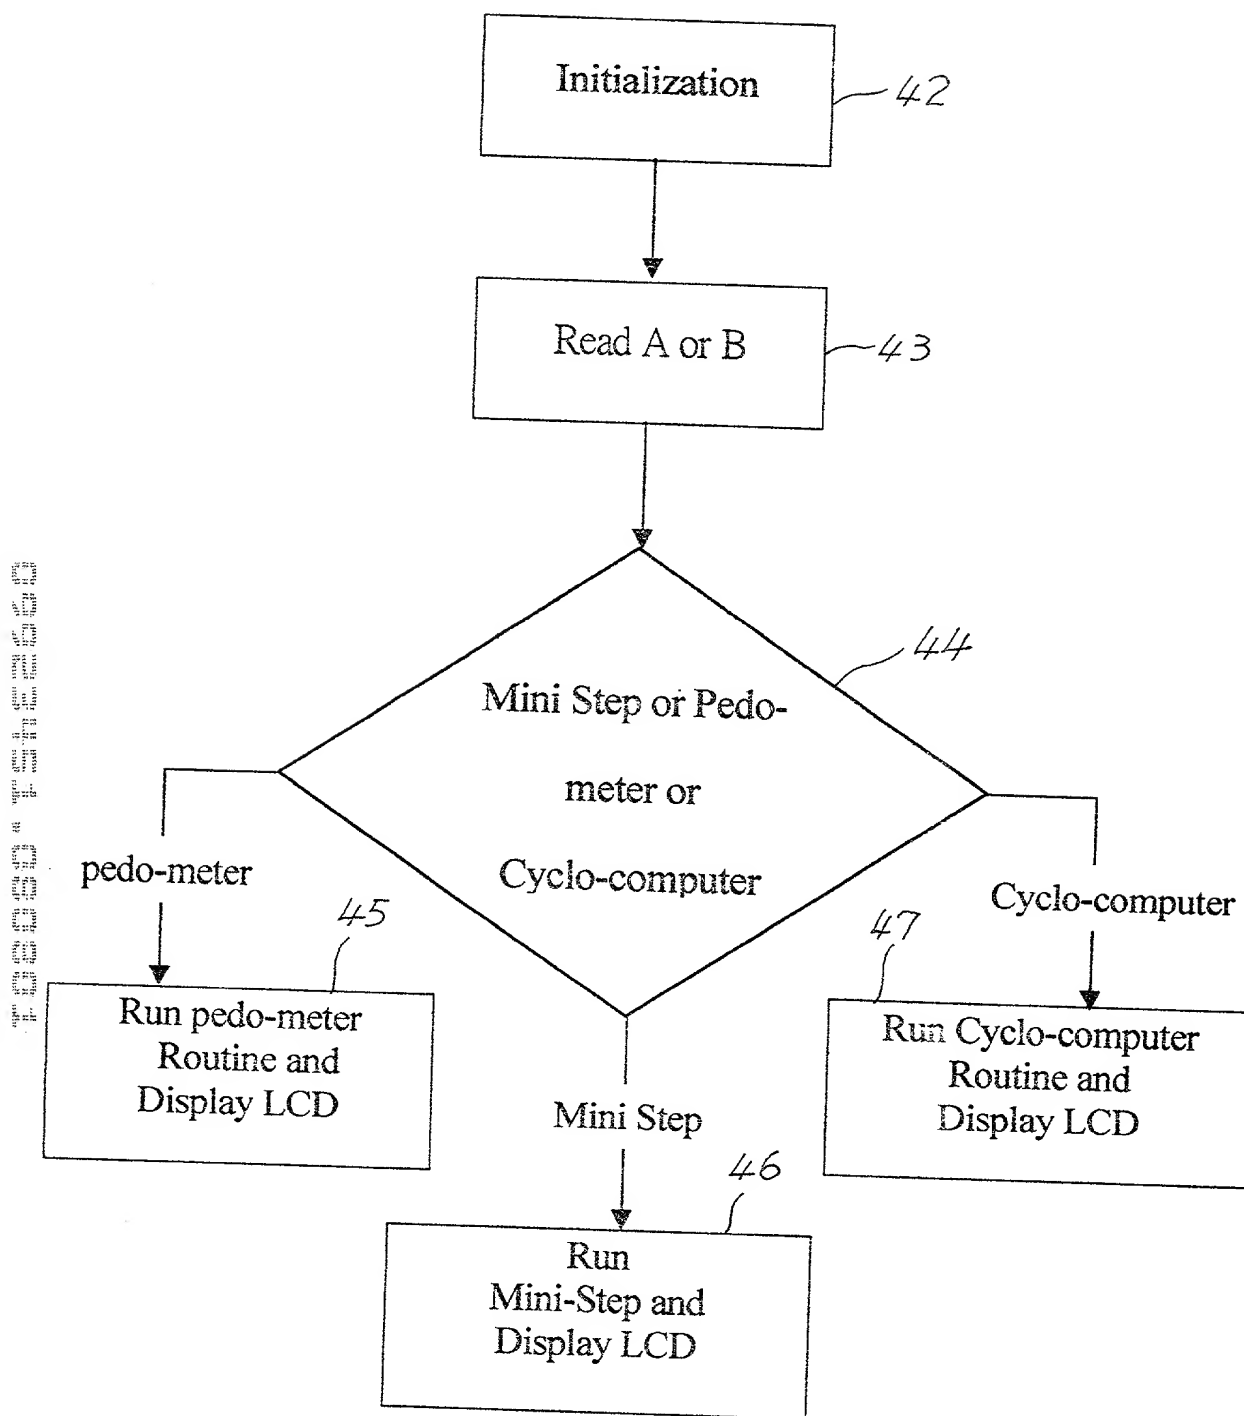 Initialization
42
Read A or B
43
44
Mini Step or Pedo-
meter or
Cyclo-computer
pedo-meter
Cyclo-computer
45
47
Run pedo-meter
Routine and
Display LCD
Run Cyclo-computer
Routine and
Display LCD
Mini Step
46
Run
Mini-Step and
Display LCD